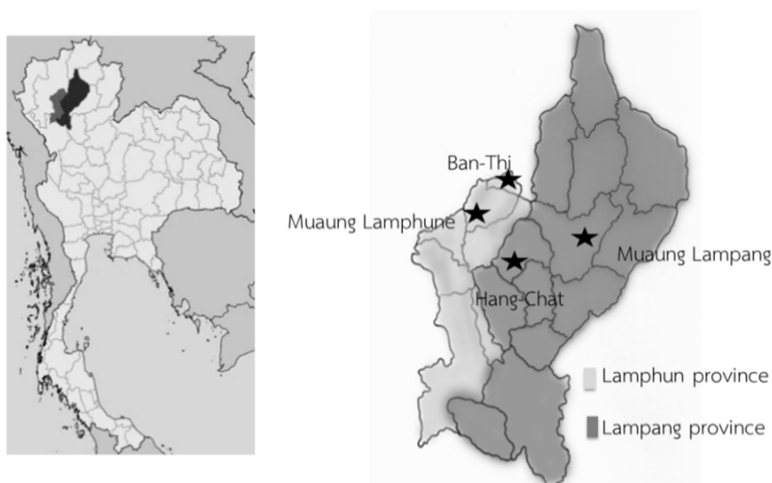 Ban-Thi
Muaung Lamphune
Muaung Lampang
Hang-Chat
Lamphun province
Lampang province